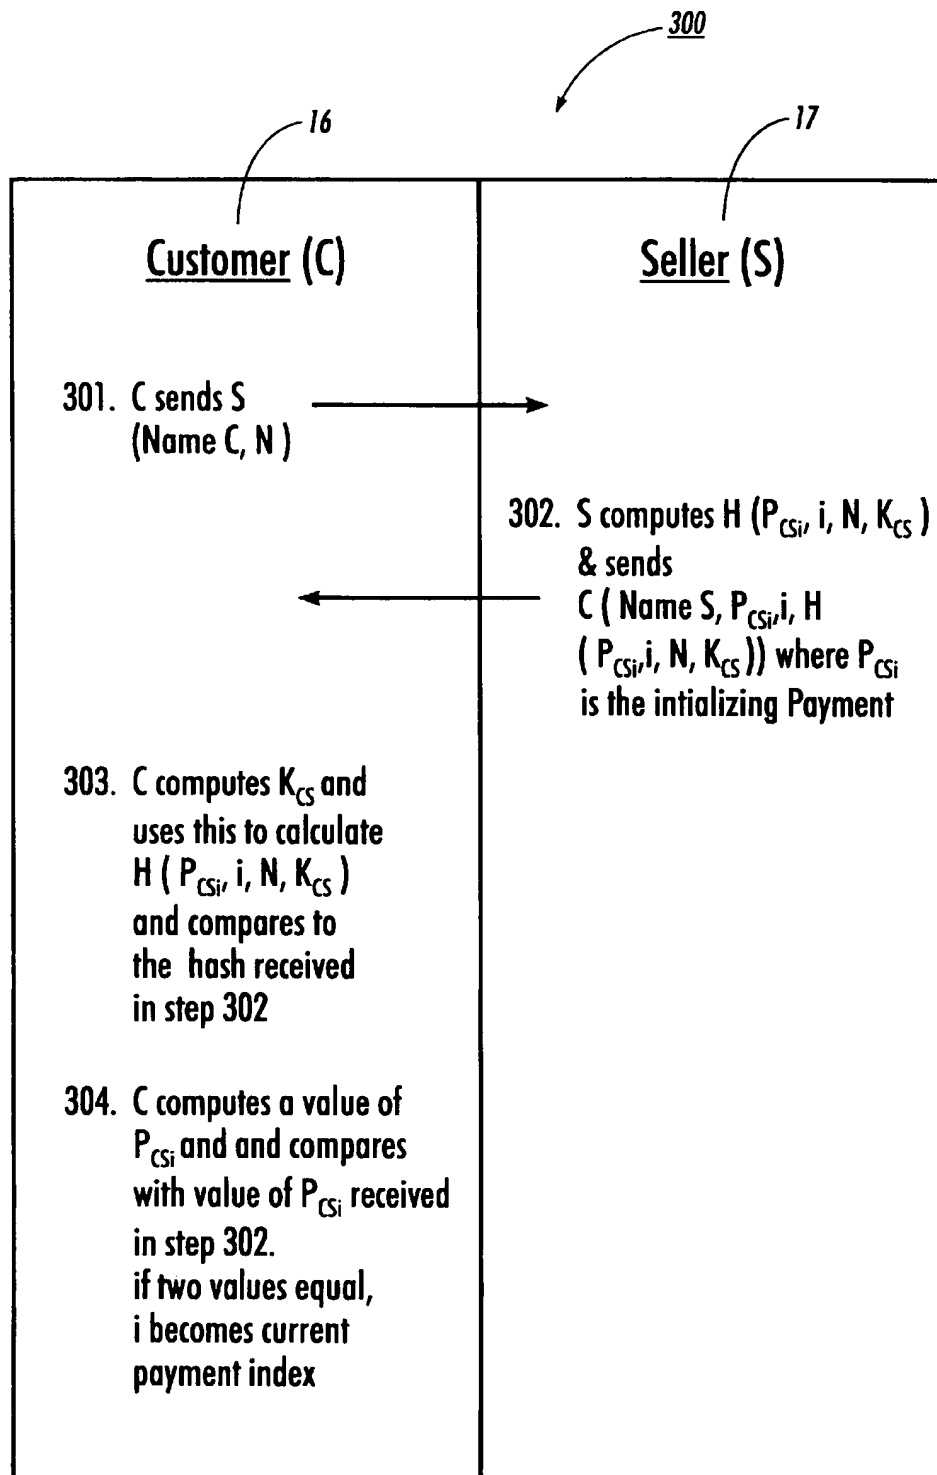 300
16
17
Customer (C)
Seller (S)
301. C sends S
(Name C, N )
302. S computes H (P_CSi, i, N, K_CS )
& sends
C ( Name S, P_CSi,i, H
( P_CSi,i, N, K_CS)) where P_CSi
is the intializing Payment
303. C computes K_CS and
uses this to calculate
H ( P_CSi, i, N, K_CS )
and compares to
the hash received
in step 302
304. C computes a value of
P_CSi and and compares
with value of P_CSi received
in step 302.
if two values equal,
i becomes current
payment index